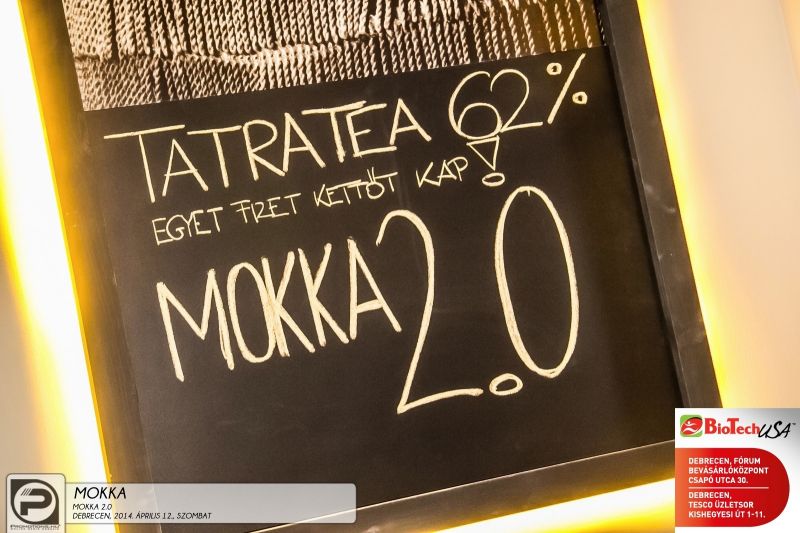 TATRATEA 62%
EGYET FIZET KETTŐT KAP!
MOKKA 2.0
MOKKA
MOKKA 2.0
DEBRECEN, 2014. ÁPRILIS 12., SZOMBAT
BIOTECHUSA™
DEBRECEN, FÓRUM
BEVÁSÁRLÓKÖZPONT
CSAPÓ UTCA 30.
DEBRECEN,
TESCO ÜZLETSOR
KISHEGYESI ÚT 1-11.